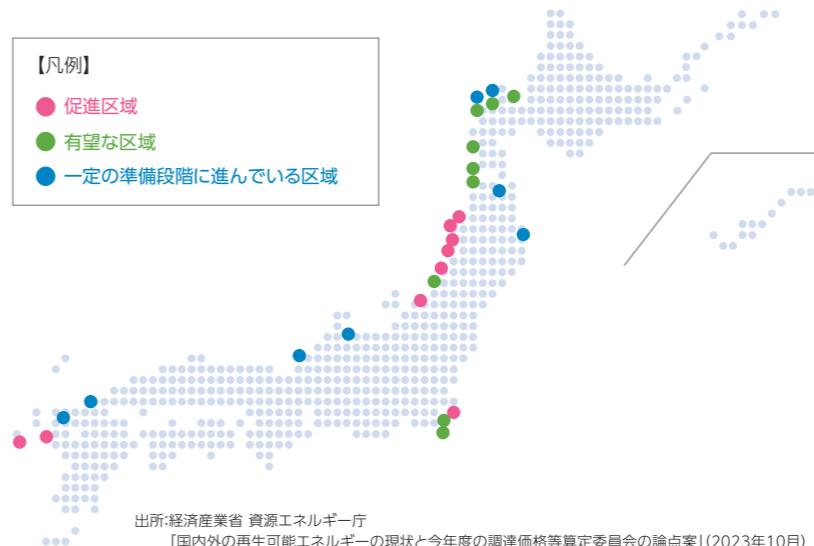 【凡例】
促進区域
有望な区域
一定の準備段階に進んでいる区域
出所:経済産業省 資源エネルギー庁
「国内外の再生可能エネルギーの現状と今年度の調達価格等算定委員会の論点案」(2023年10月)